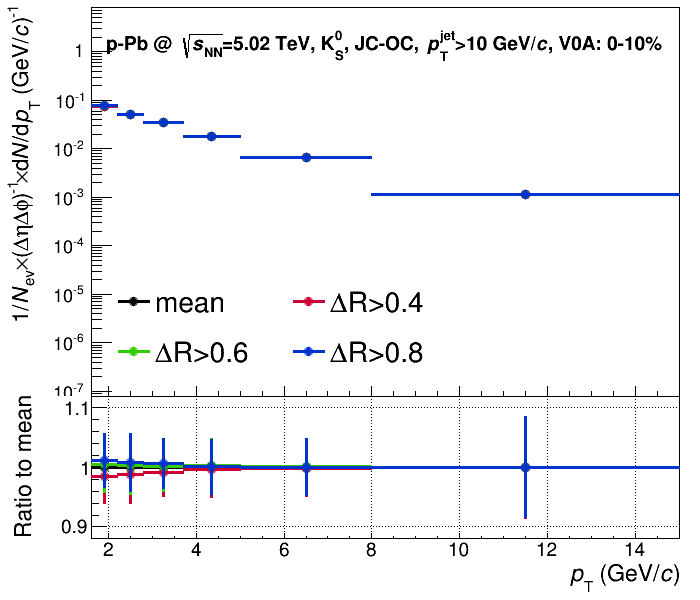 p-Pb @ √sNN=5.02 TeV, K0S, JC-OC, pTjet>10 GeV/c, V0A: 0-10%
1/Nev×(ΔηΔϕ)-1×dN/dpT (GeV/c)-1
1
10-1
10-2
10-3
10-4
10-5
10-6
10-7
mean
ΔR>0.4
ΔR>0.6
ΔR>0.8
Ratio to mean
1.1
1
0.9
2 4 6 8 10 12 14
pT (GeV/c)